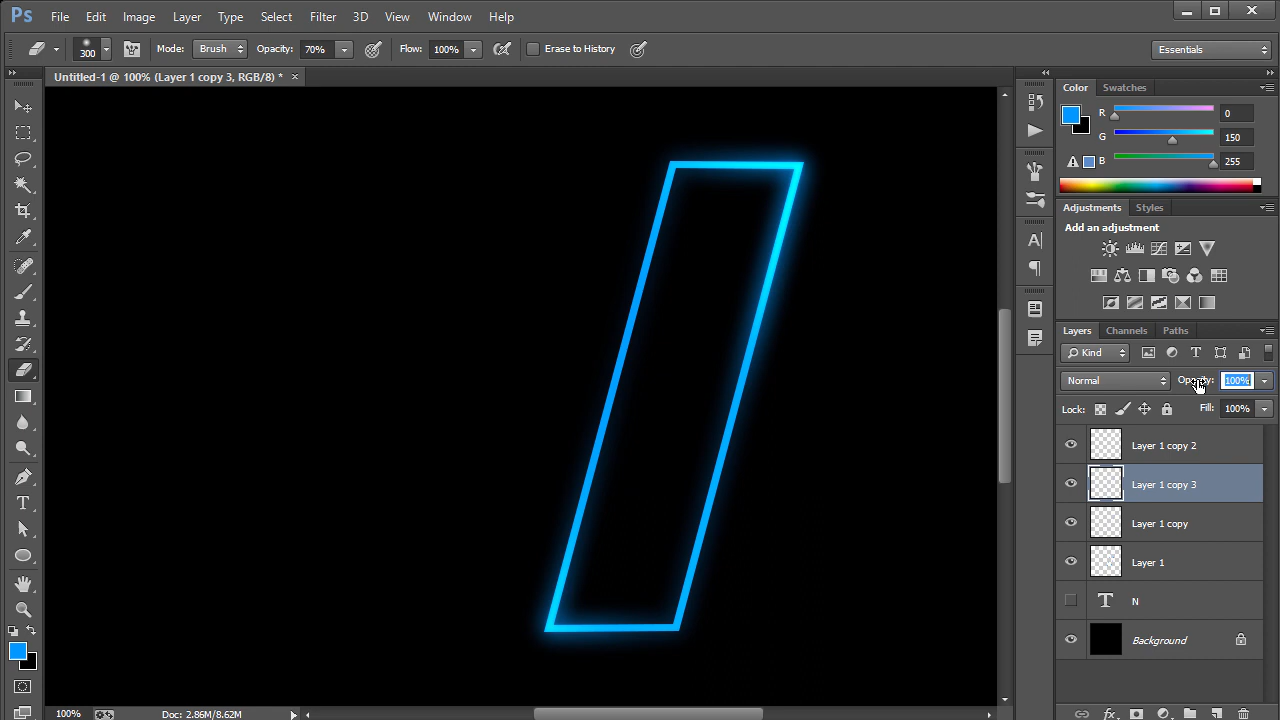 Ps File Edit Image Layer Type Select Filter 3D View Window Help
300 Mode: Brush Opacity: 70% Flow: 100% Erase to History Essentials
Untitled-1 @ 100% (Layer 1 copy 3, RGB/8) * ×
Color Swatches
R 0
G 150
B 255
Adjustments Styles
Add an adjustment
Layers Channels Paths
Kind
Normal Opacity: 100%
Lock: Fill: 100%
Layer 1 copy 2
Layer 1 copy 3
Layer 1 copy
Layer 1
T N
Background
100% Doc: 2.86M/8.62M